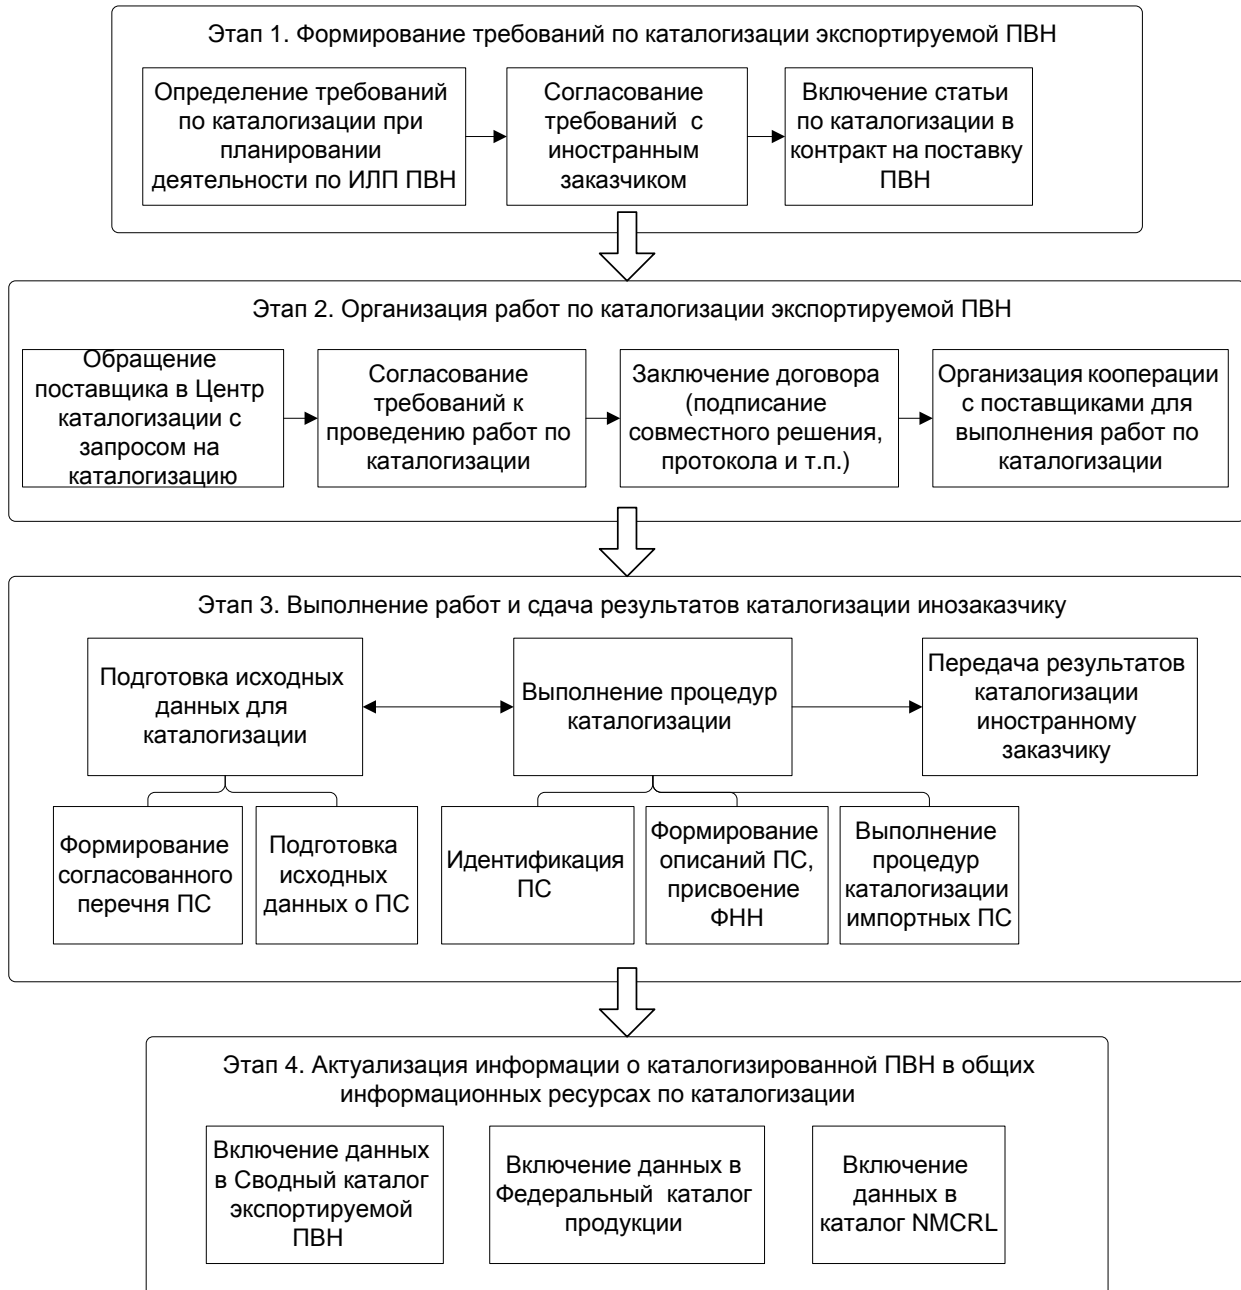 Этап 1. Формирование требований по каталогизации экспортируемой ПВН
Определение требований
по каталогизации при
планировании
деятельности по ИЛП ПВН
Согласование
требований с
иностранным
заказчиком
Включение статьи
по каталогизации в
контракт на поставку
ПВН
Этап 2. Организация работ по каталогизации экспортируемой ПВН
Обращение
поставщика в Центр
каталогизации с
запросом на
каталогизацию
Согласование
требований к
проведению работ по
каталогизации
Заключение договора
(подписание
совместного решения,
протокола и т.п.)
Организация кооперации
с поставщиками для
выполнения работ по
каталогизации
Этап 3. Выполнение работ и сдача результатов каталогизации инозаказчику
Подготовка исходных
данных для
каталогизации
Выполнение процедур
каталогизации
Передача результатов
каталогизации
иностранному
заказчику
Формирование
согласованного
перечня ПС
Подготовка
исходных
данных о ПС
Идентификация
ПС
Формирование
описаний ПС,
присвоение
ФНН
Выполнение
процедур
каталогизации
импортных ПС
Этап 4. Актуализация информации о каталогизированной ПВН в общих
информационных ресурсах по каталогизации
Включение данных
в Сводный каталог
экспортируемой
ПВН
Включение данных в
Федеральный каталог
продукции
Включение
данных в
каталог NMCRL